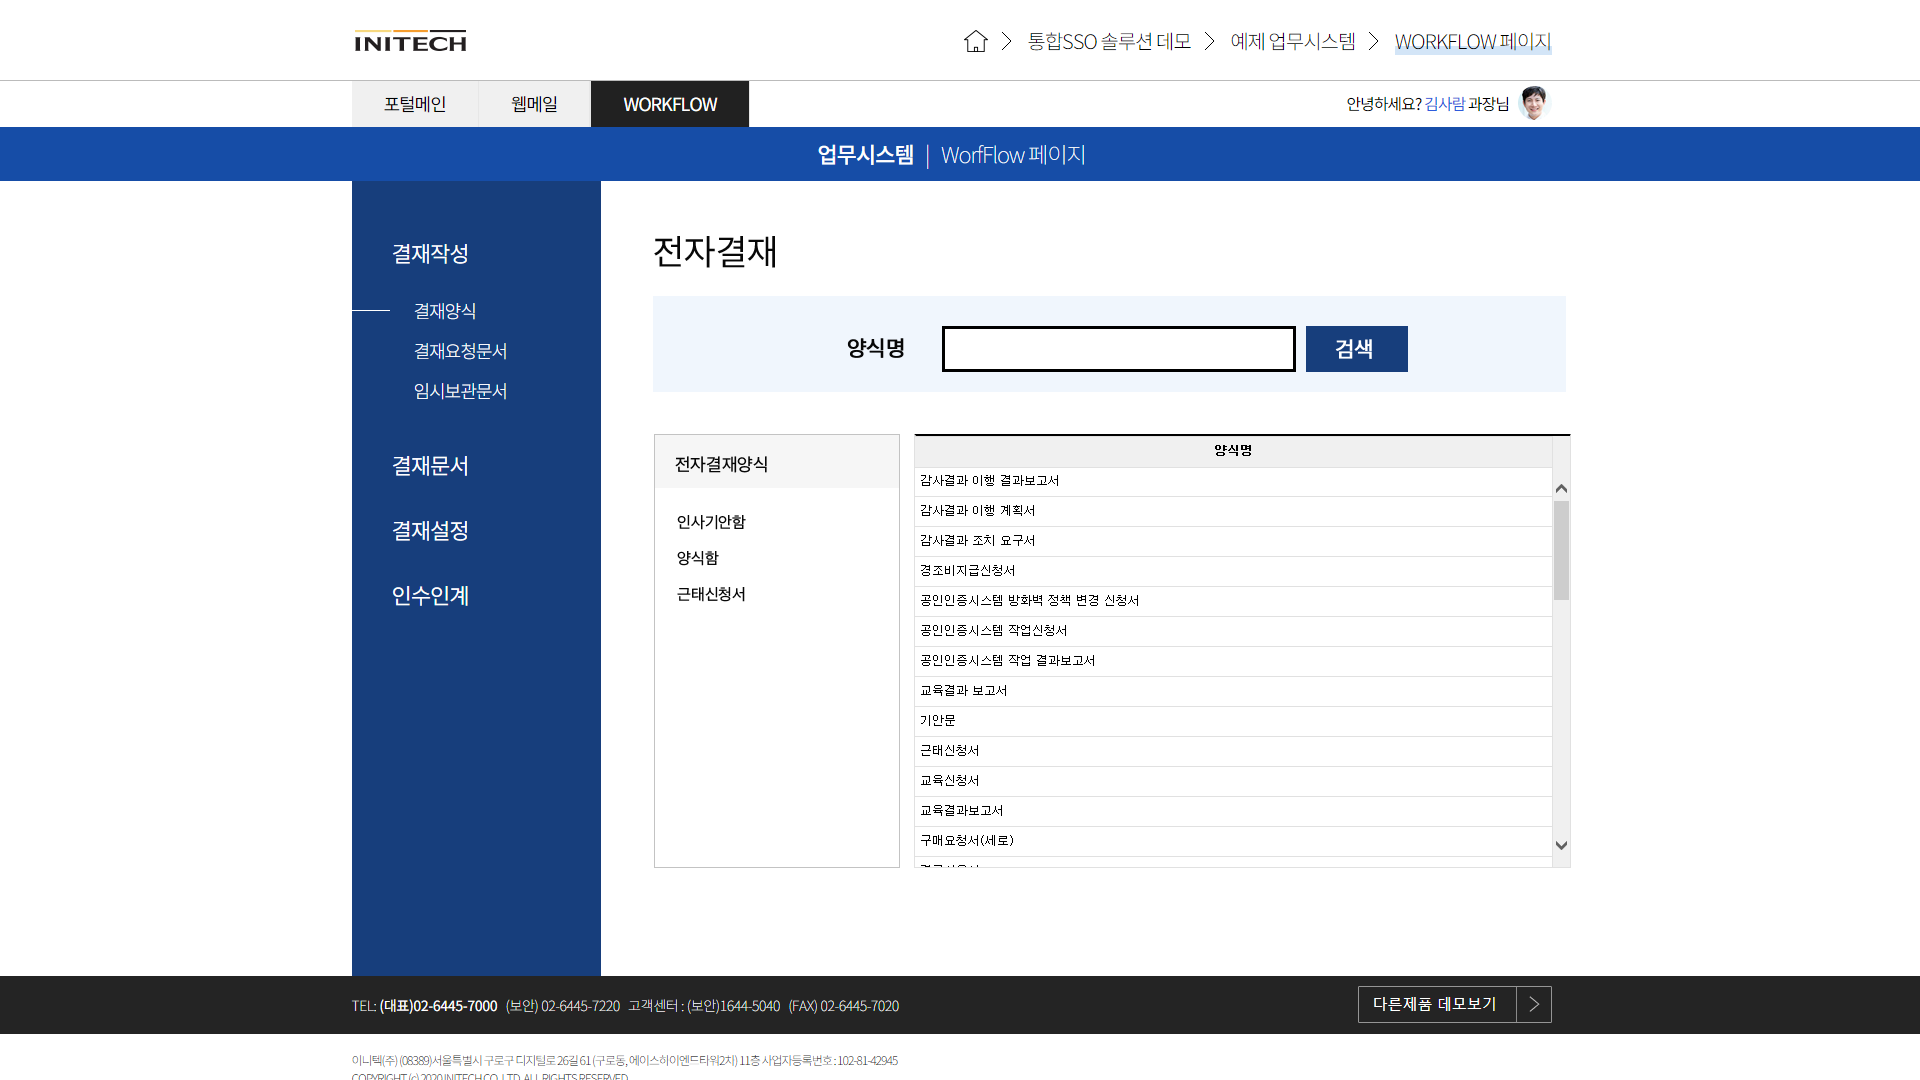 INITECH
통합SSO 솔루션 데모 예제 업무시스템 WORKFLOW 페이지
포털메인 웹메일 WORKFLOW
안녕하세요? 김사람 과장님
업무시스템 | WorfFlow 페이지
결재작성
결재양식
결재요청문서
임시보관문서
결재문서
결재설정
인수인계
전자결재
양식명 검색
전자결재양식
인사기안함
양식함
근태신청서
양식명
감사결과 이행 결과보고서
감사결과 이행 계획서
감사결과 조치 요구서
경조비지급신청서
공인인증시스템 방화벽 정책 변경 신청서
공인인증시스템 작업신청서
공인인증시스템 작업 결과보고서
교육결과 보고서
기안문
근태신청서
교육신청서
교육결과보고서
구매요청서(세로)
TEL: (대표)02-6445-7000 (보안) 02-6445-7220 고객센터 : (보안)1644-5040 (FAX) 02-6445-7020
다른제품 데모보기
이니텍(주) (08389)서울특별시 구로구 디지털로 26길 61 (구로동, 에이스하이엔드타워2차) 11층 사업자등록번호 : 102-81-42945
COPYRIGHT (c) 2020 INITECH CO., LTD. ALL RIGHTS RESERVED.